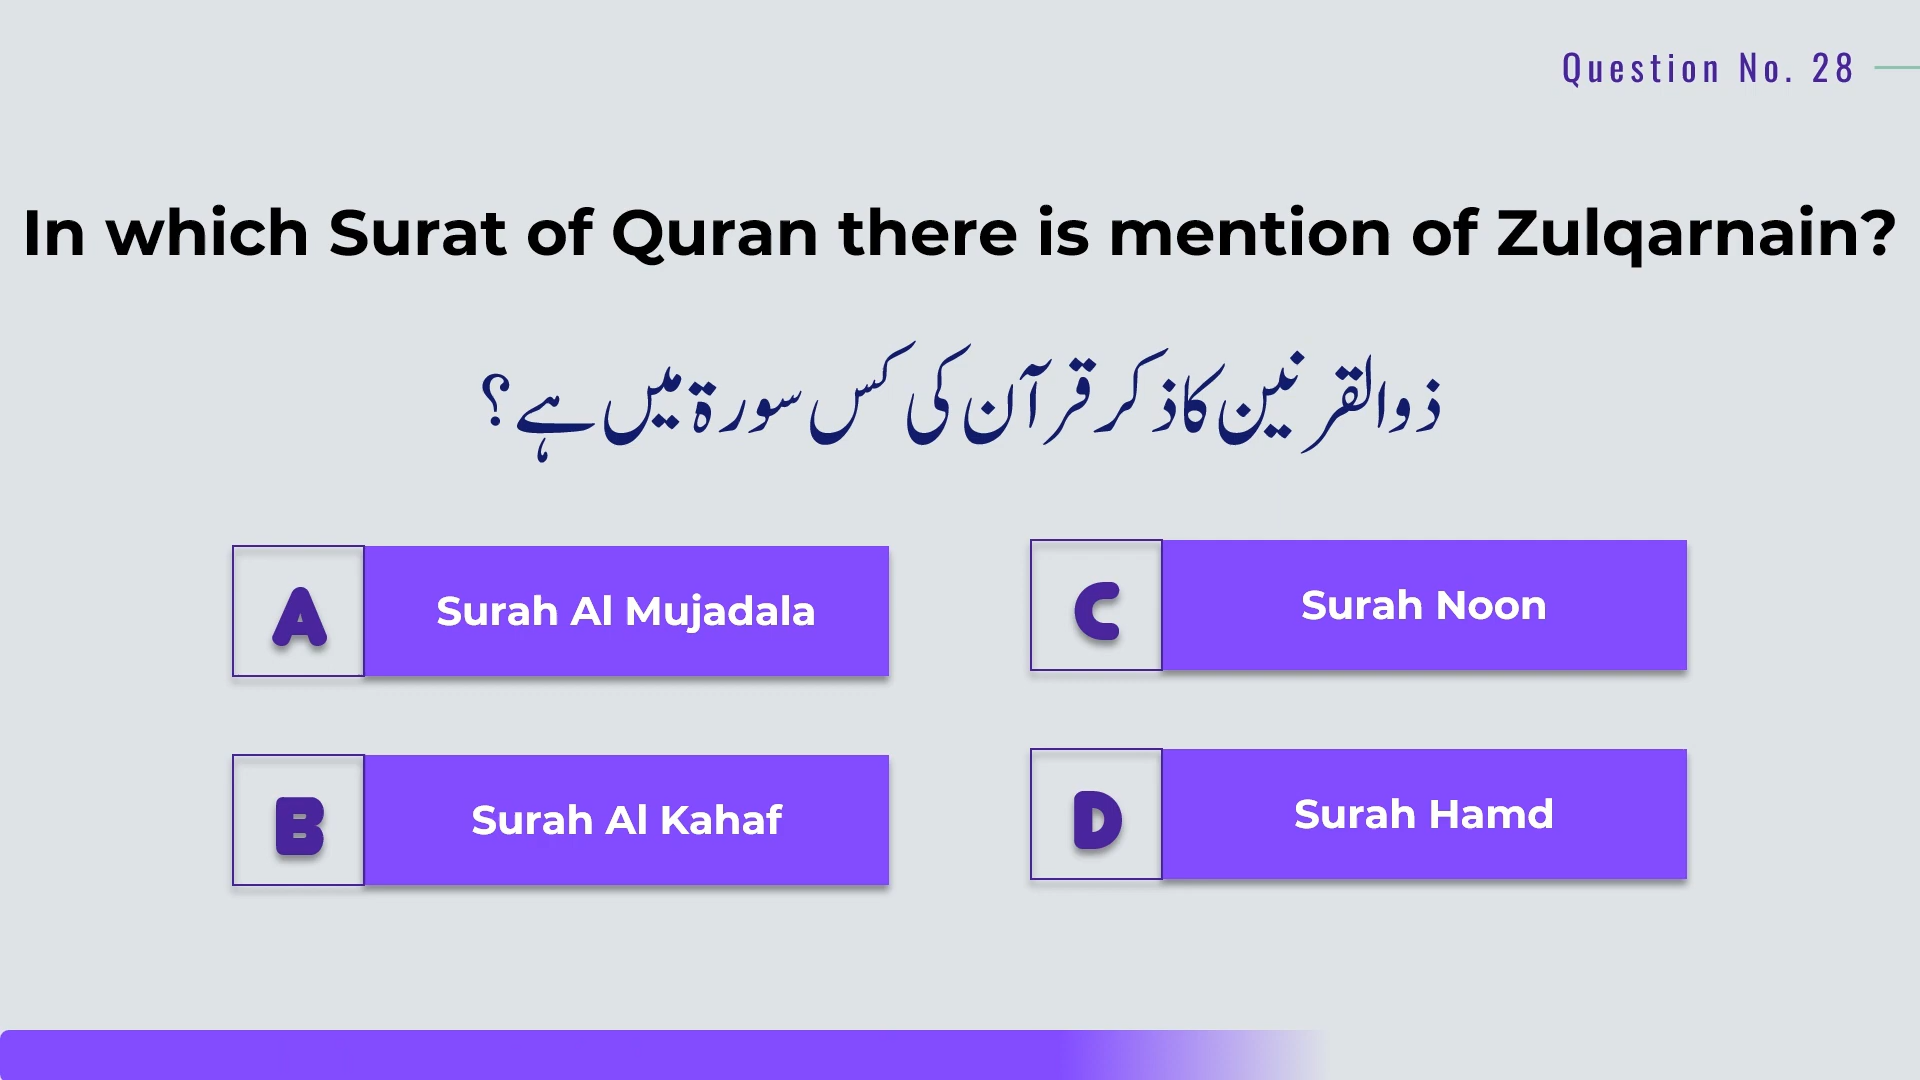 Question No. 28
In which Surat of Quran there is mention of Zulqarnain?
ذوالقرنین کا ذکر قرآن کی کس سورۃ میں ہے؟
A
Surah Al Mujadala
B
Surah Al Kahaf
C
Surah Noon
D
Surah Hamd